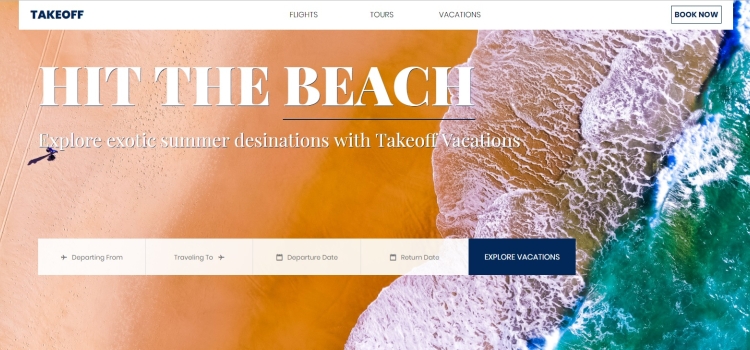 TAKEOFF FLIGHTS TOURS VACATIONS BOOK NOW
HIT THE BEACH
Explore exotic summer desinations with Takeoff Vacations
Departing From Traveling To Departure Date Return Date EXPLORE VACATIONS